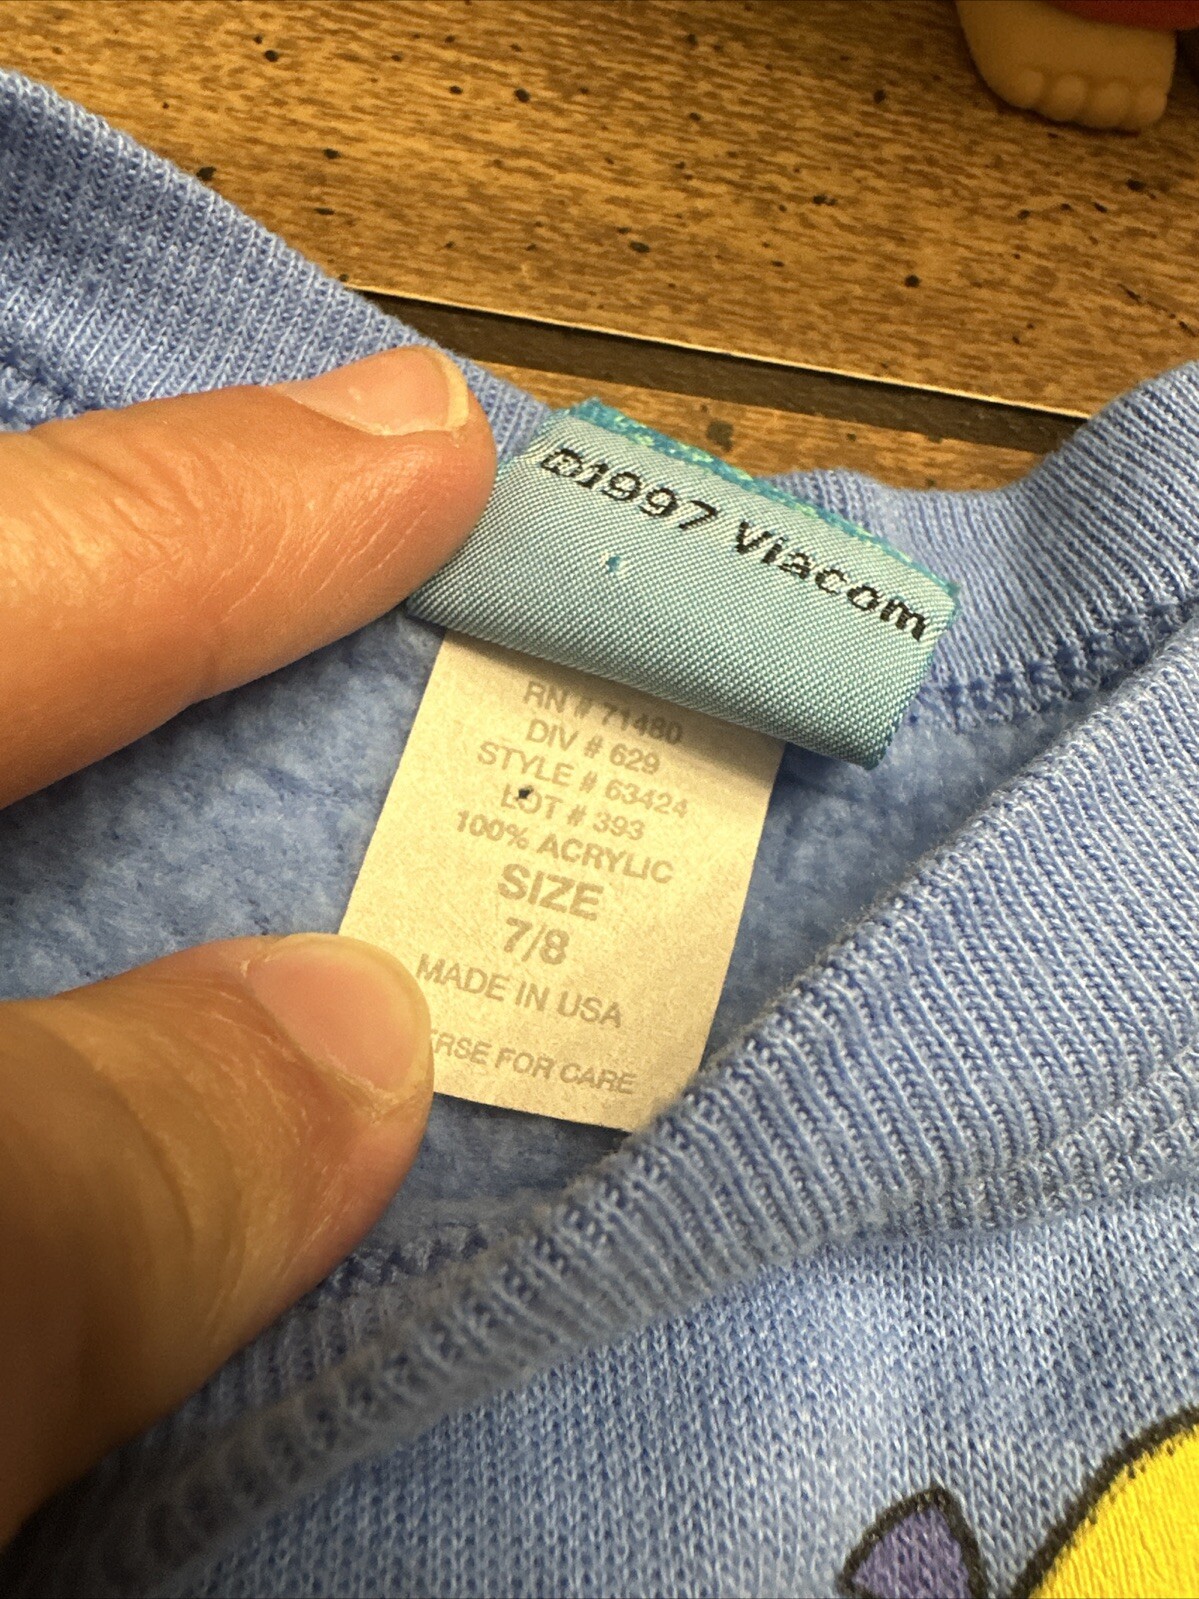 ©1997 Viacom
RN # 71480
DIV # 629
STYLE # 63424
LOT # 393
100% ACRYLIC
SIZE
7/8
MADE IN USA
ERSE FOR CARE